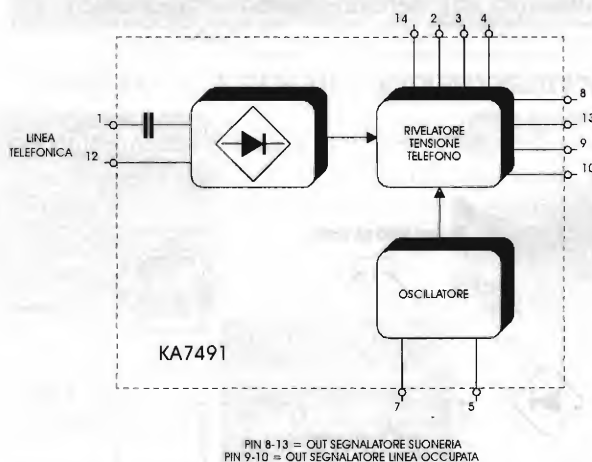 14 2 3 4
1
LINEA
TELEFONICA
12
RIVELATORE
TENSIONE
TELEFONO
8
13
9
10
OSCILLATORE
KA7491
7 5
PIN 8-13 = OUT SEGNALATORE SUONERIA
PIN 9-10 = OUT SEGNALATORE LINEA OCCUPATA